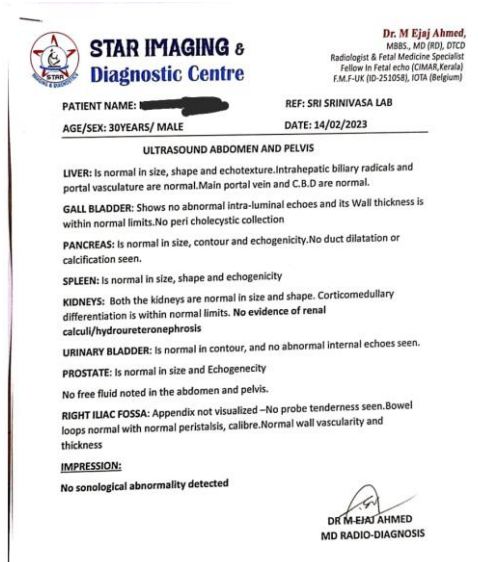 STAR IMAGING &
Diagnostic Centre
STAR
IMAGING & DIAGNOSTICS
Dr. M Ejaj Ahmed,
MBBS., MD (RD), DTCD
Radiologist & Fetal Medicine Specialist
Fellow In Fetal echo (CIMAR,Kerala)
F.M.F-UK (ID-251058), IOTA (Belgium)
PATIENT NAME:
REF: SRI SRINIVASA LAB
AGE/SEX: 30YEARS/ MALE
DATE: 14/02/2023
ULTRASOUND ABDOMEN AND PELVIS
LIVER: Is normal in size, shape and echotexture.Intrahepatic biliary radicals and
portal vasculature are normal.Main portal vein and C.B.D are normal.
GALL BLADDER: Shows no abnormal intra-luminal echoes and its Wall thickness is
within normal limits.No peri cholecystic collection
PANCREAS: Is normal in size, contour and echogenicity.No duct dilatation or
calcification seen.
SPLEEN: Is normal in size, shape and echogenicity
KIDNEYS: Both the kidneys are normal in size and shape. Corticomedullary
differentiation is within normal limits. No evidence of renal
calculi/hydroureteronephrosis
URINARY BLADDER: Is normal in contour, and no abnormal internal echoes seen.
PROSTATE: Is normal in size and Echogenecity
No free fluid noted in the abdomen and pelvis.
RIGHT ILIAC FOSSA: Appendix not visualized –No probe tenderness seen.Bowel
loops normal with normal peristalsis, calibre.Normal wall vascularity and
thickness
IMPRESSION:
No sonological abnormality detected
DR M EJAJ AHMED
MD RADIO-DIAGNOSIS